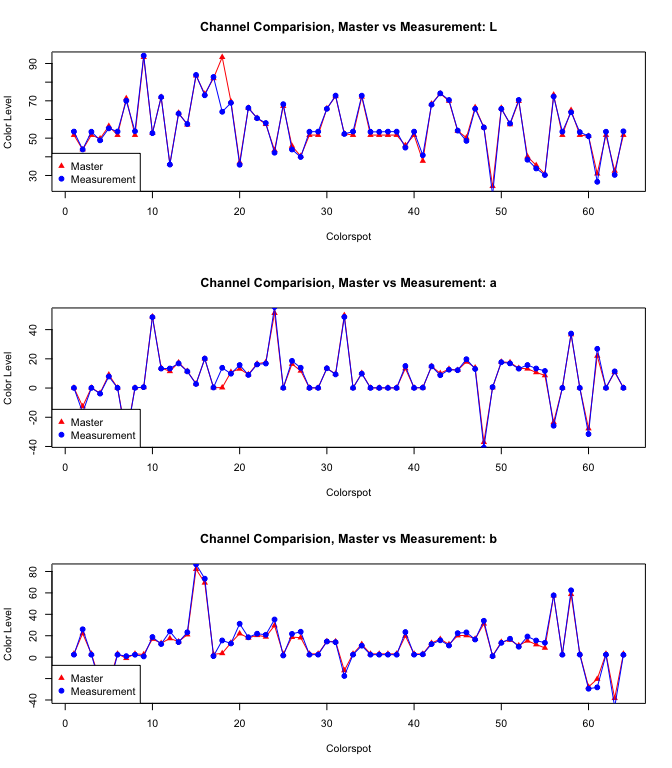 Channel Comparision, Master vs Measurement: L
Color Level
90
70
50
30
Master
Measurement
0 10 20 30 40 50 60
Colorspot
Channel Comparision, Master vs Measurement: a
Color Level
40
20
0
-20
-40
Master
Measurement
0 10 20 30 40 50 60
Colorspot
Channel Comparision, Master vs Measurement: b
Color Level
80
60
40
20
0
-40
Master
Measurement
0 10 20 30 40 50 60
Colorspot